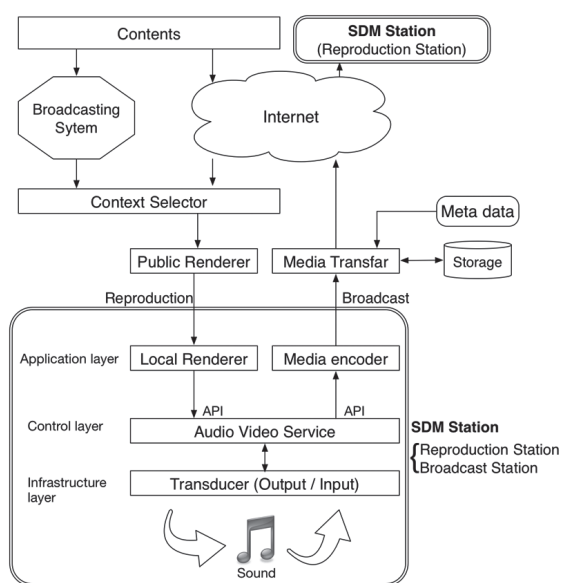 Contents
SDM Station
(Reproduction Station)
Broadcasting
Sytem
Internet
Context Selector
Meta data
Public Renderer
Media Transfar
Storage
Reproduction
Broadcast
Application layer
Local Renderer
Media encoder
API
API
Control layer
Audio Video Service
SDM Station
Reproduction Station
Broadcast Station
Infrastructure
layer
Transducer (Output / Input)
Sound